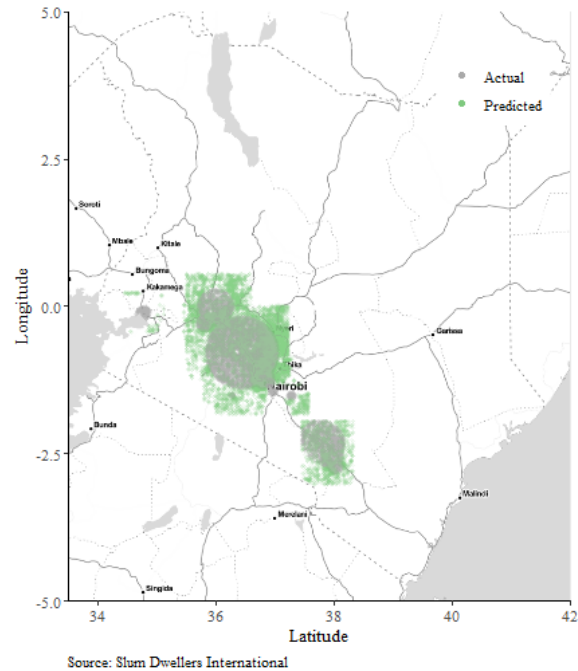 5.0
Actual
Predicted
2.5
Soroti
Mbale
Kitale
Bungoma
Kakamega
0.0
Garissa
Nairobi
Bunda
-2.5
Malindi
Merelani
Singida
-5.0
34
36
38
40
42
Longitude
Latitude
Source: Slum Dwellers International